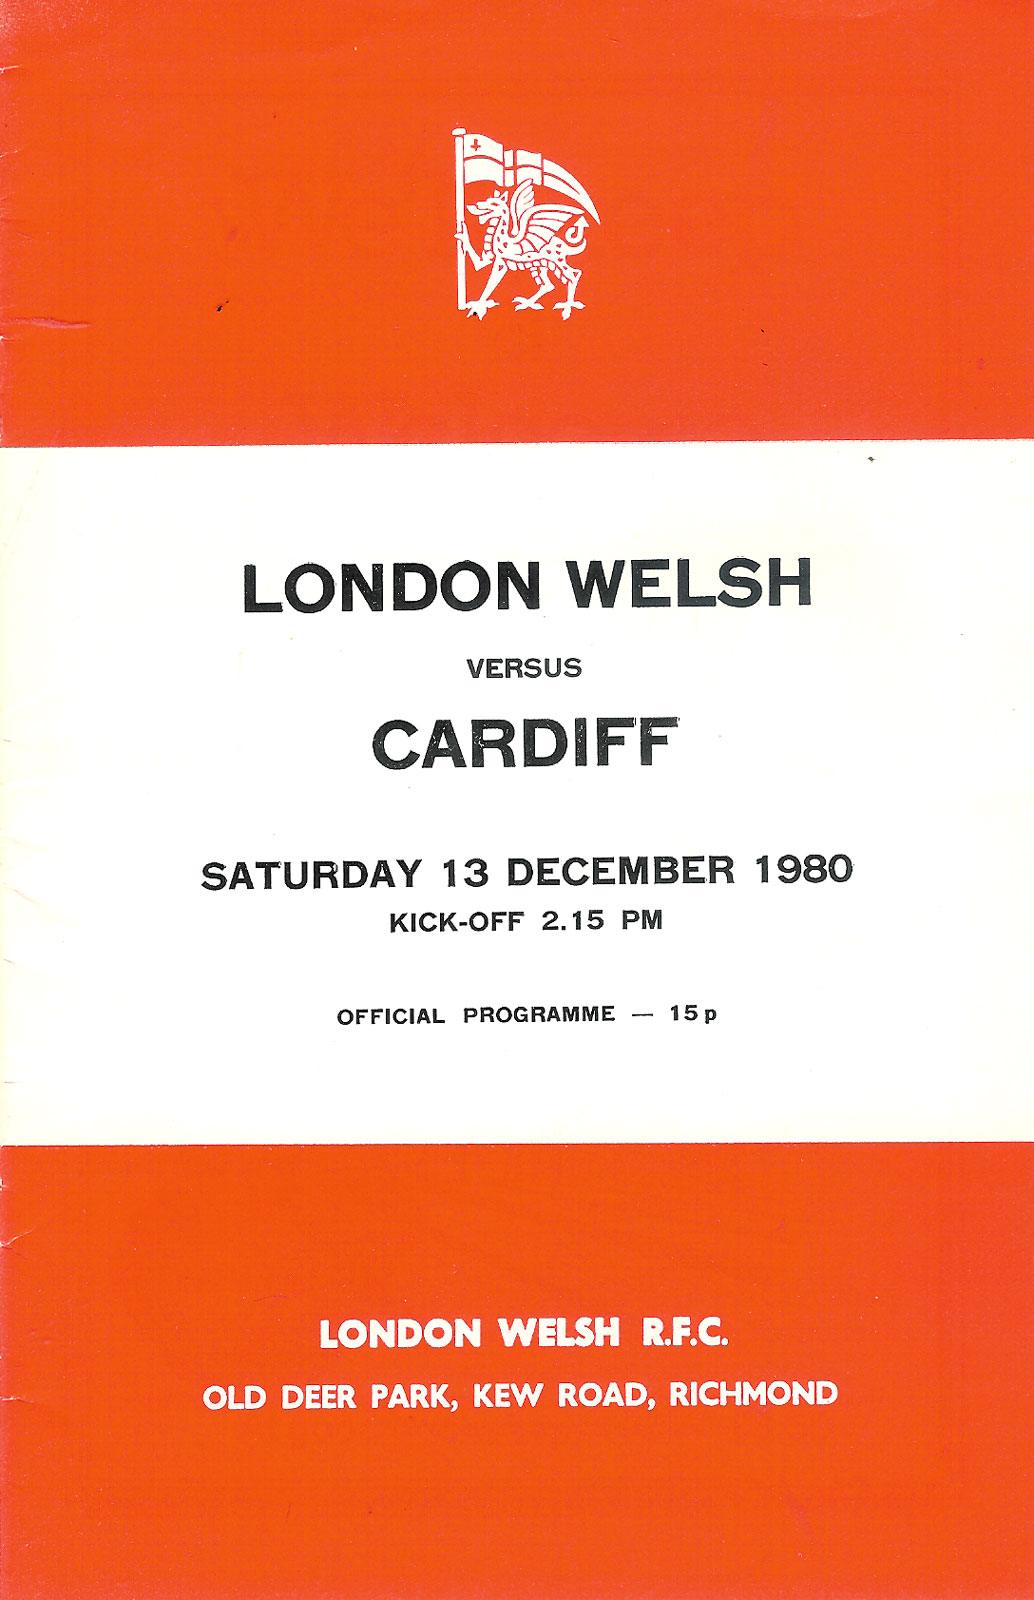 LONDON WELSH
VERSUS
CARDIFF
SATURDAY 13 DECEMBER 1980
KICK-OFF 2.15 PM
OFFICIAL PROGRAMME — 15p
LONDON WELSH R.F.C.
OLD DEER PARK, KEW ROAD, RICHMOND